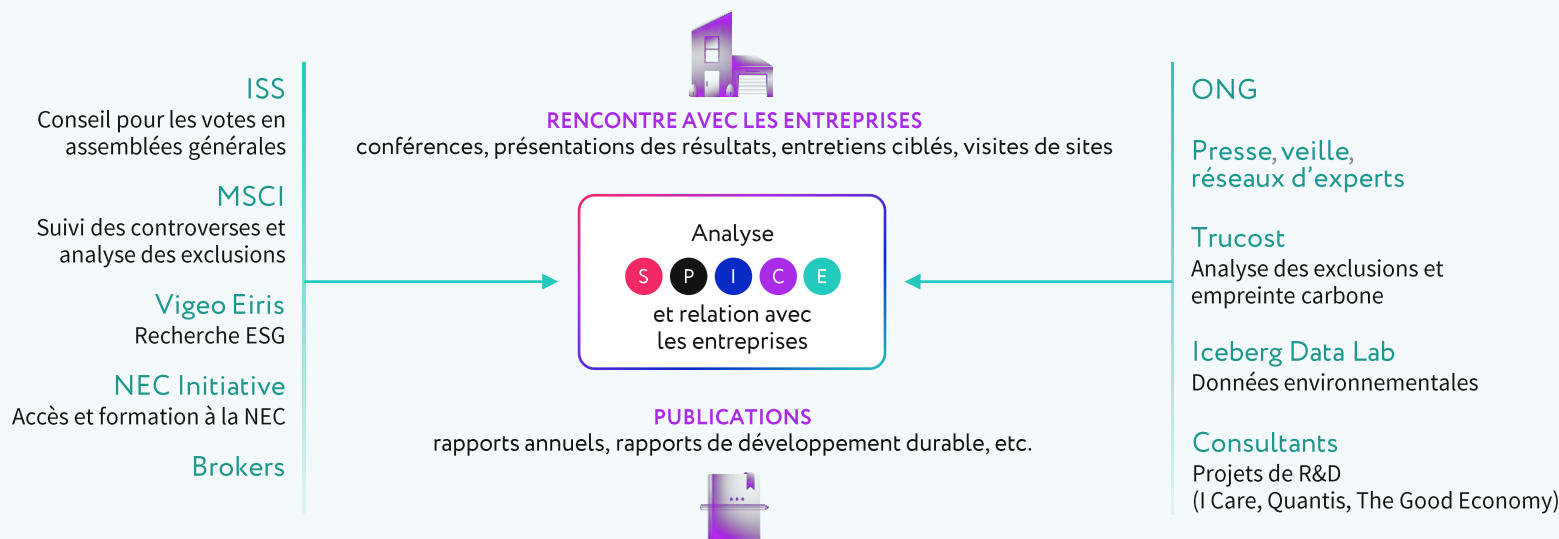 ISS
Conseil pour les votes en
assemblées générales
MSCI
Suivi des controverses et
analyse des exclusions
Vigeo Eiris
Recherche ESG
NEC Initiative
Accès et formation à la NEC
Brokers
RENCONTRE AVEC LES ENTREPRISES
conférences, présentations des résultats, entretiens ciblés, visites de sites
Analyse
S P I C E
et relation avec
les entreprises
PUBLICATIONS
rapports annuels, rapports de développement durable, etc.
ONG
Presse, veille,
réseaux d’experts
Trucost
Analyse des exclusions et
empreinte carbone
Iceberg Data Lab
Données environnementales
Consultants
Projets de R&D
(I Care, Quantis, The Good Economy)